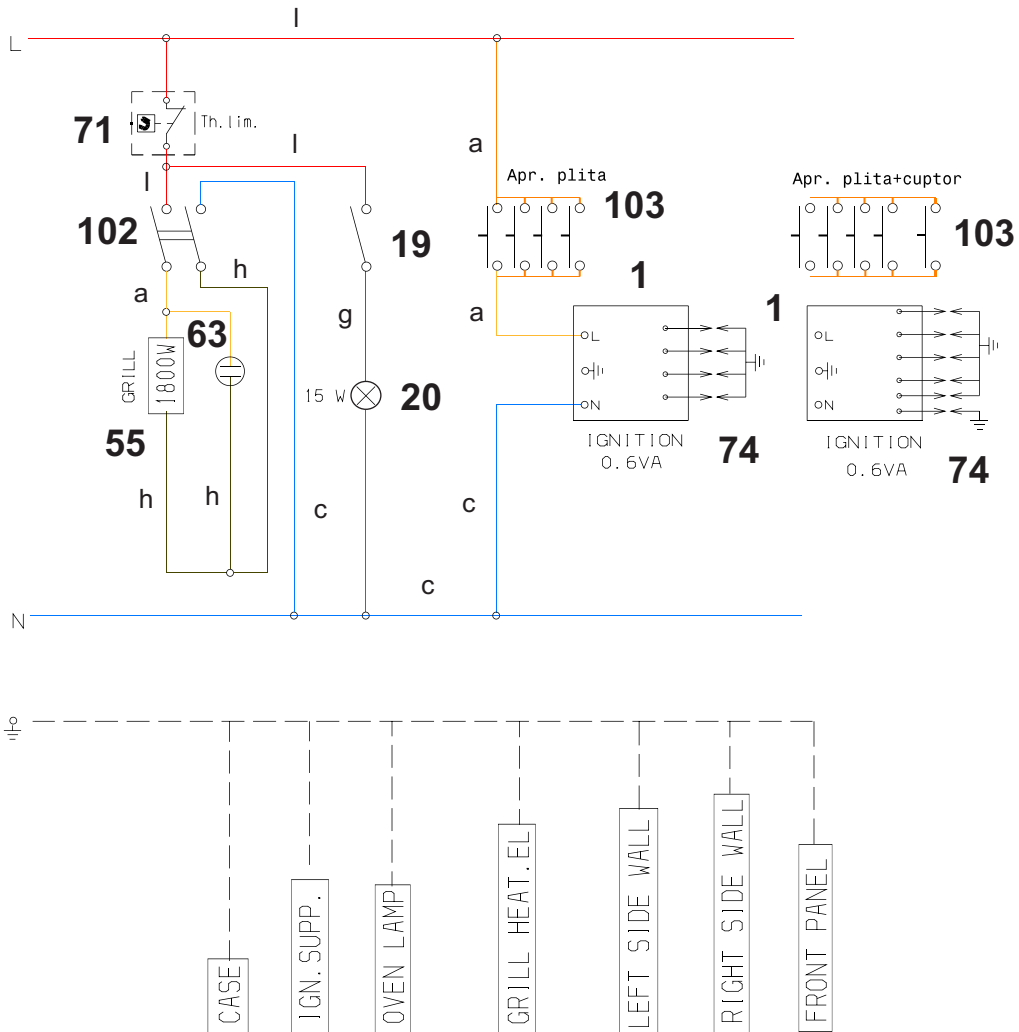 l
L
71
Th.lim.
l
a
Apr. plita
Apr. plita+cuptor
l
103
103
102
19
h
1
a
63
g
a
1
GRILL
1800W
L
N
L
N
15 W
20
55
IGNITION
0.6VA
74
IGNITION
0.6VA
74
h
h
c
c
c
N
CASE
IGN.SUPP.
OVEN LAMP
GRILL HEAT.EL
LEFT SIDE WALL
RIGHT SIDE WALL
FRONT PANEL